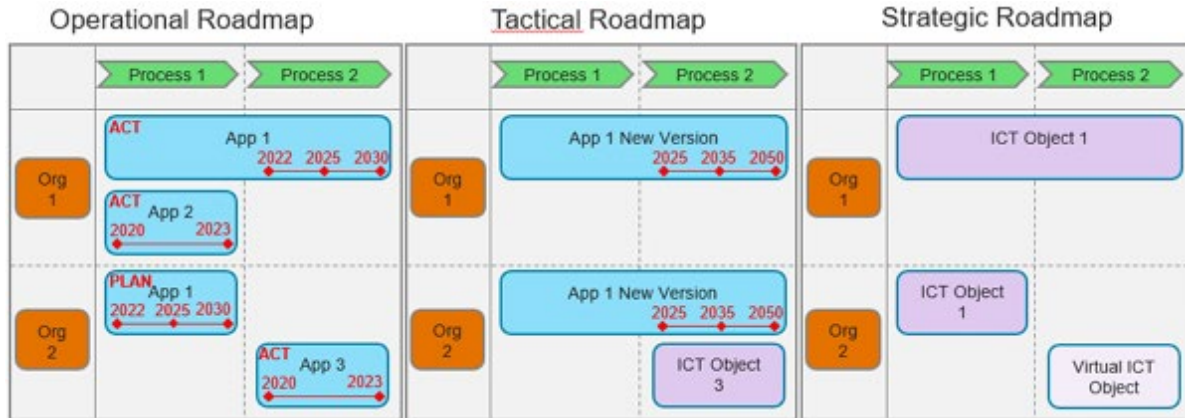 Operational Roadmap
Process 1
Process 2
Org
1
ACT
App 1
2022 2025 2030
ACT
App 2
2020 2023
Org
2
PLAN
App 1
2022 2025 2030
ACT
App 3
2020 2023
Tactical Roadmap
Process 1
Process 2
Org
1
App 1 New Version
2025 2035 2050
Org
2
App 1 New Version
2025 2035 2050
ICT Object
3
Strategic Roadmap
Process 1
Process 2
Org
1
ICT Object 1
Org
2
ICT Object
1
Virtual ICT
Object